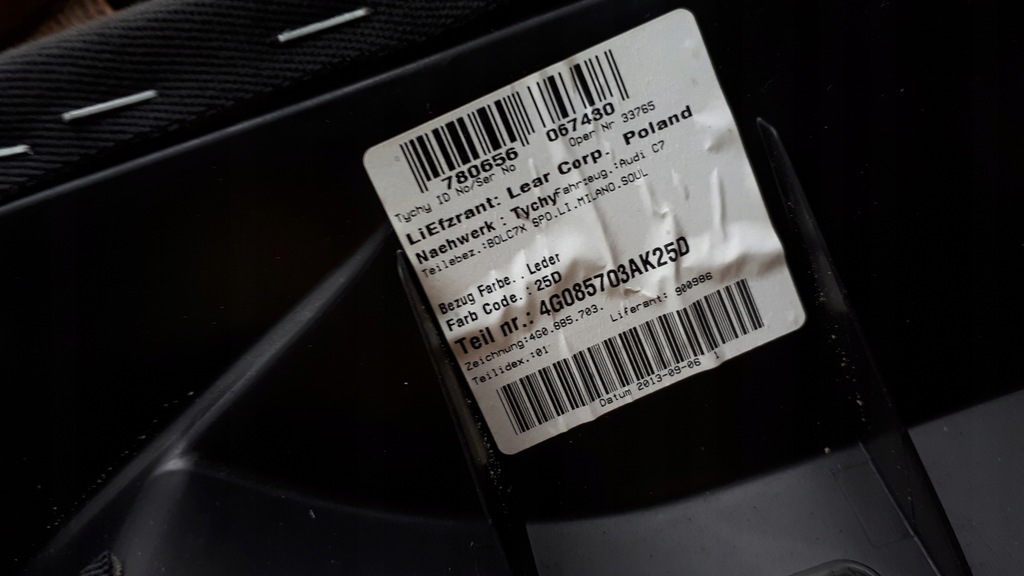 780656 067430
Tychy ID No/Ser No Oper Nr 33765
LiEfzrant: Lear Corp. Poland
Naehwerk : Tychy Fahrzeug.:Audi C7
Teilebez.:BOLC7X SPO.LI.MILANO.SOUL
Bezug Farbe. . Leder
Farb Code. : 25D
Teil nr.: 4G085703AK25D
Zeichnung:4G0.885.703. Liferant: 900986
Teilidex.:01
Datum 2013-09-06 1